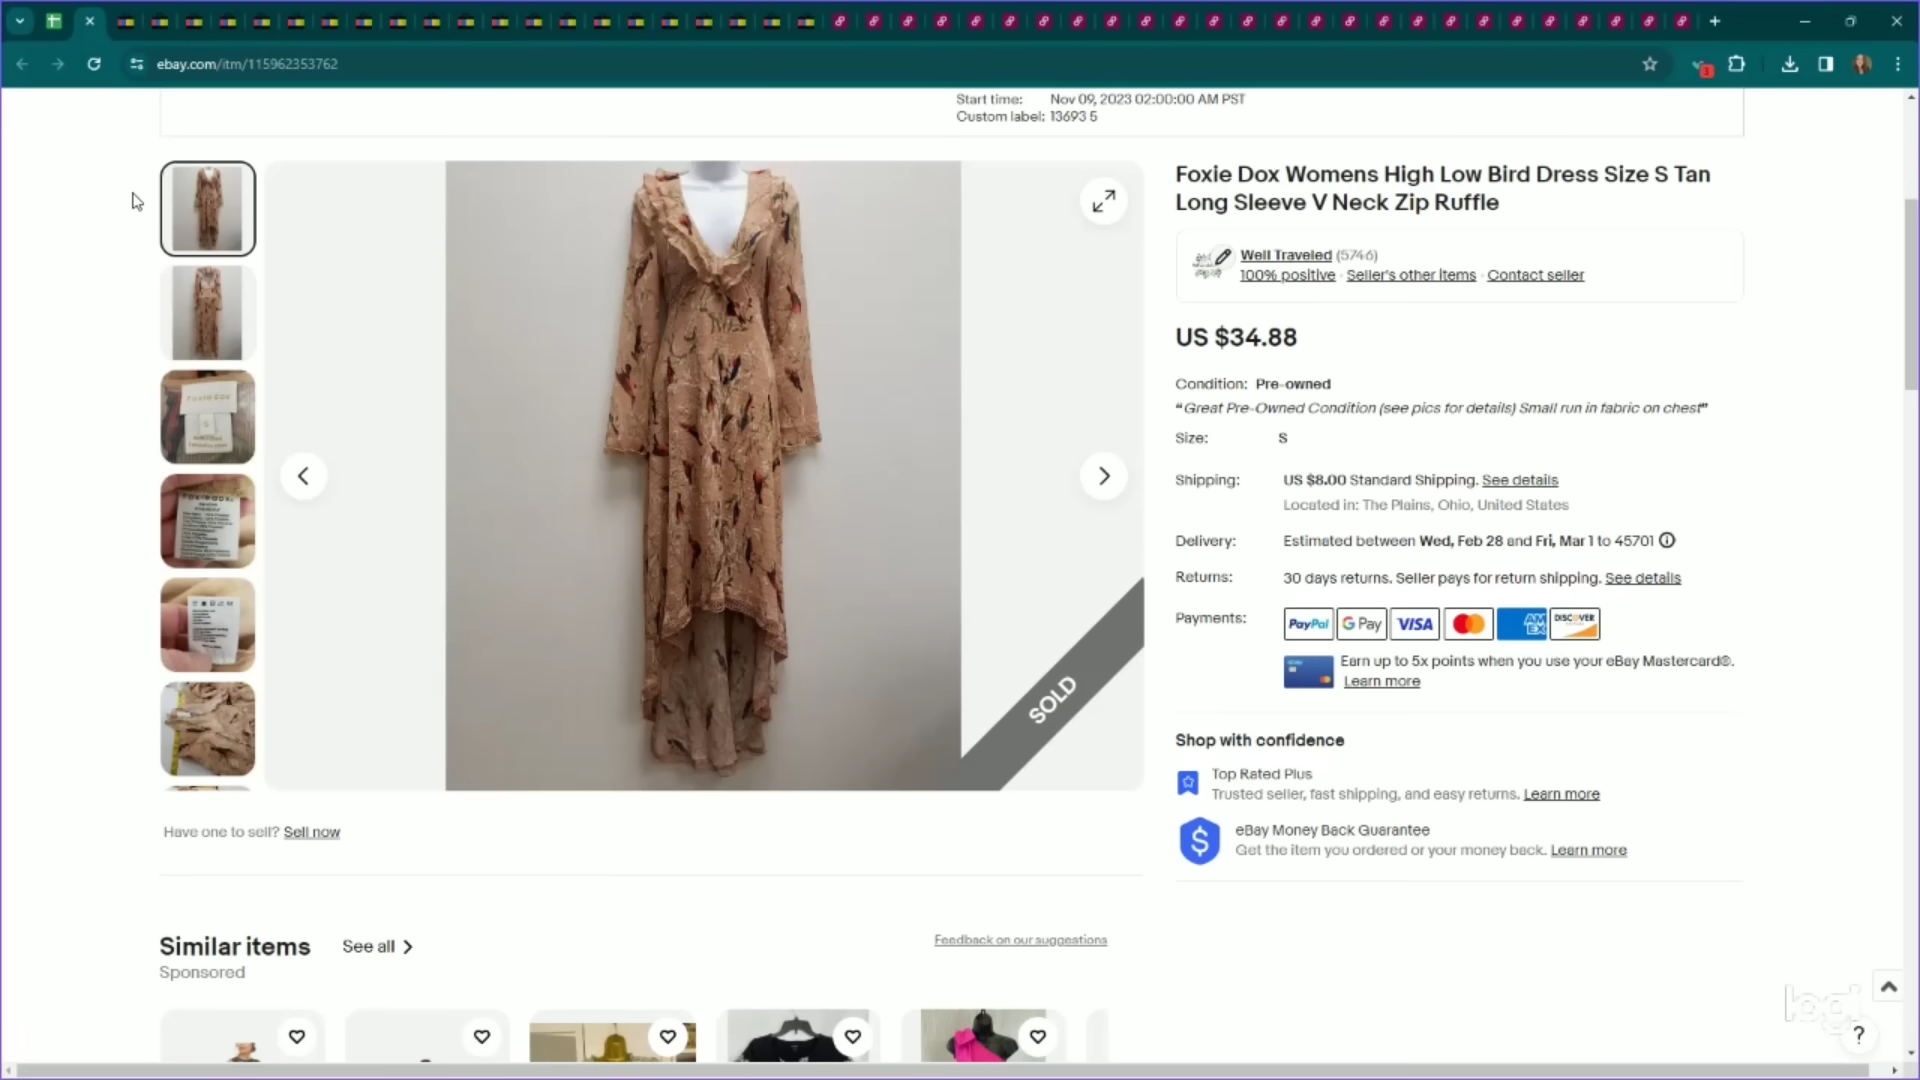 ebay.com/itm/115962353762
Start time: Nov 09, 2023 02:00:00 AM PST
Custom label: 13693 5
Foxie Dox Womens High Low Bird Dress Size S Tan
Long Sleeve V Neck Zip Ruffle
Well Traveled (5746)
100% positive · Seller's other items · Contact seller
US $34.88
Condition: Pre-owned
“Great Pre-Owned Condition (see pics for details) Small run in fabric on chest”
Size: S
Shipping: US $8.00 Standard Shipping. See details
Located in: The Plains, Ohio, United States
Delivery: Estimated between Wed, Feb 28 and Fri, Mar 1 to 45701
Returns: 30 days returns. Seller pays for return shipping. See details
Payments: PayPal G Pay VISA AM EX DISCOVER
Earn up to 5x points when you use your eBay Mastercard®.
Learn more
SOLD
Shop with confidence
Top Rated Plus
Trusted seller, fast shipping, and easy returns. Learn more
eBay Money Back Guarantee
Get the item you ordered or your money back. Learn more
Have one to sell? Sell now
Similar items See all
Feedback on our suggestions
Sponsored
logi
?